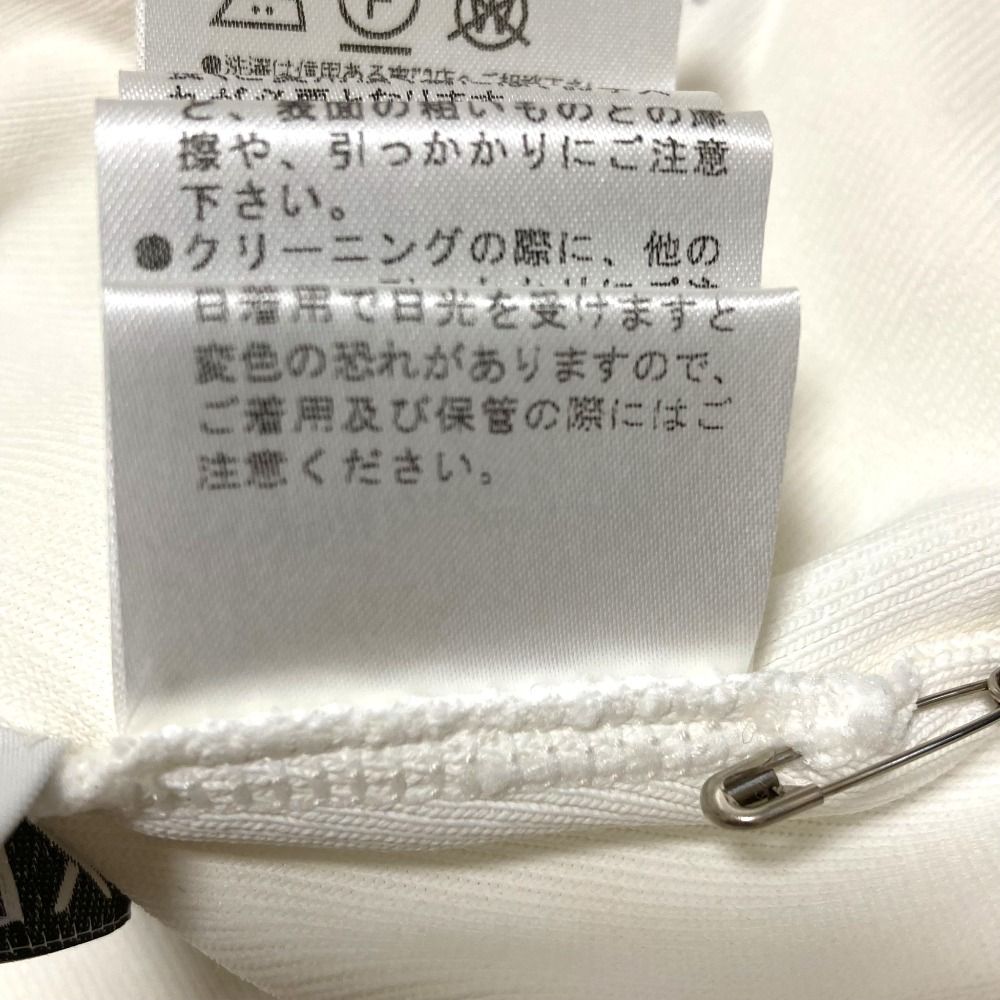 F
と、表面の粗いものとの摩
擦や、引っかかりにご注意
下さい。
●クリーニングの際に、他の
日着用で日光を受けますと
変色の恐れがありますので、
ご着用及び保管の際にはご
注意ください。